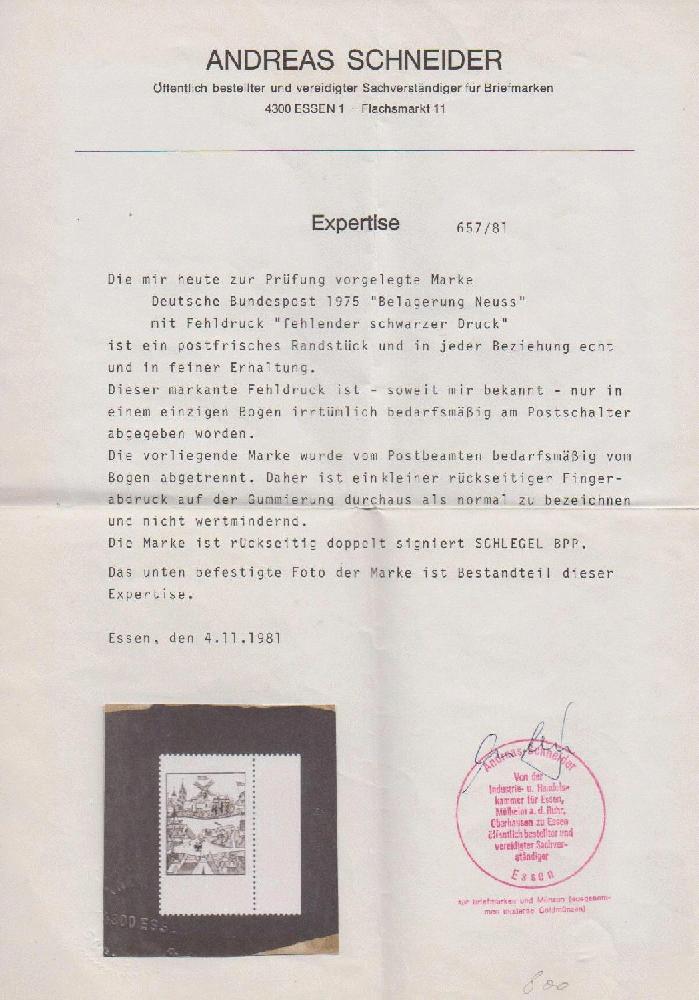 ANDREAS SCHNEIDER
Öffentlich bestellter und vereidigter Sachverständiger für Briefmarken
4300 ESSEN 1 - Flachsmarkt 11
Expertise 657/81
Die mir heute zur Prüfung vorgelegte Marke
Deutsche Bundespost 1975 "Belagerung Neuss"
mit Fehldruck "fehlender schwarzer Druck"
ist ein postfrisches Randstück und in jeder Beziehung echt
und in feiner Erhaltung.
Dieser markante Fehldruck ist - soweit mir bekannt - nur in
einem einzigen Bogen irrtümlich bedarfsmäßig am Postschalter
abgegeben worden.
Die vorliegende Marke wurde vom Postbeamten bedarfsmäßig vom
Bogen abgetrennt. Daher ist ein kleiner rückseitiger Finger-
abdruck auf der Gummierung durchaus als normal zu bezeichnen
und nicht wertmindernd.
Die Marke ist rückseitig doppelt signiert SCHLEGEL BPP.
Das unten befestigte Foto der Marke ist Bestandteil dieser
Expertise.
Essen, den 4.11.1981
Andreas Schneider
Von der
Industrie- u. Handels-
kammer für Essen,
Mülheim a. d. Ruhr,
Oberhausen zu Essen
öffentlich bestellter und
vereidigter Sachver-
ständiger
Essen
für Briefmarken und Münzen (ausgenom-
men moderne Goldmünzen)
4300 ESS
800